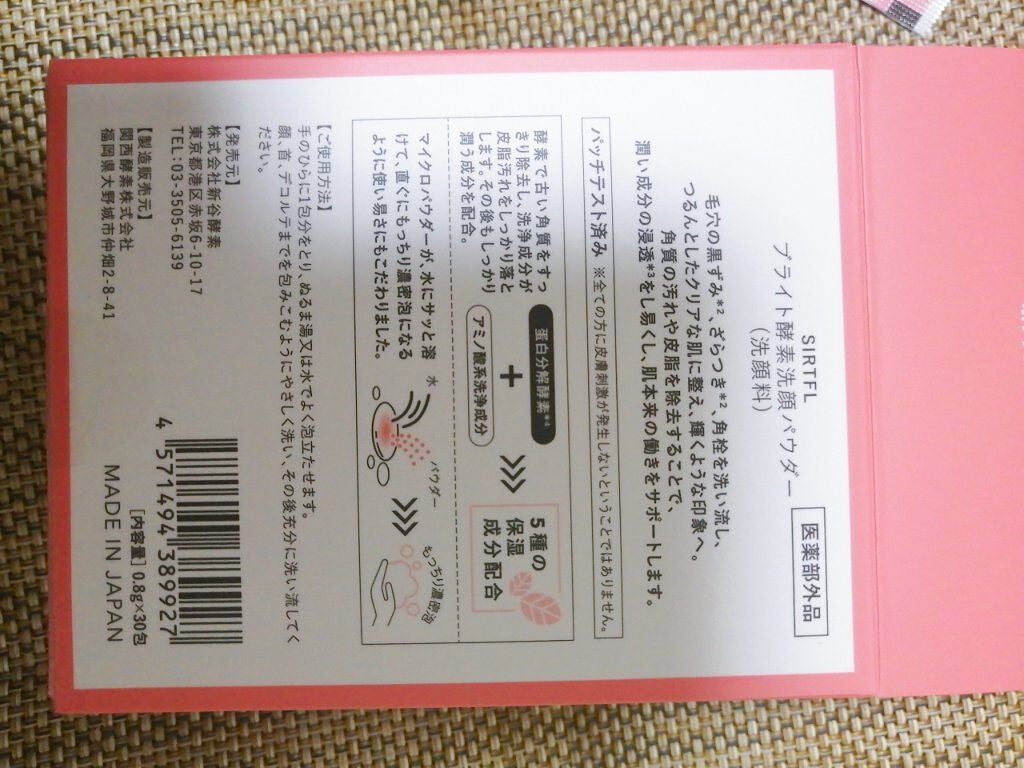 医薬部外品
SIRTFL
ブライト酵素洗顔パウダー
(洗顔料)
毛穴の黒ずみ*2、ざらつき*2、角栓を洗い流し、
つるんとしたクリアな肌に整え、輝くような印象へ。
角質の汚れや皮脂を除去することで、
潤い成分の浸透*3をし易くし、肌本来の働きをサポートします。
パッチテスト済み ※全ての方に皮膚刺激が発生しないということではありません。
酵素で古い角質をすっ
きり除去し、洗浄成分が
皮脂汚れをしっかり落と
します。その後もしっかり
潤う成分を配合。
蛋白分解酵素*4
+
アミノ酸系洗浄成分
5種の
保湿
成分配合
マイクロパウダーが水にサッと溶
けて、直ぐにもっちり濃密泡になる
ように使い易さにもこだわりました。
水
パウダー
もっちり濃密泡
【ご使用方法】
手のひらに1包分をとり、ぬるま湯又は水でよく泡立たせます。
顔、首、デコルテまでを包みこむようにやさしく洗い、その後充分に洗い流してく
ださい。
【発売元】
株式会社新谷酵素
東京都港区赤坂6-10-17
TEL:03-3505-6139
【製造販売元】
関西酵素株式会社
福岡県大野城市仲畑2-8-41
4 571494 389927
[内容量] 0.8g×30包
MADE IN JAPAN